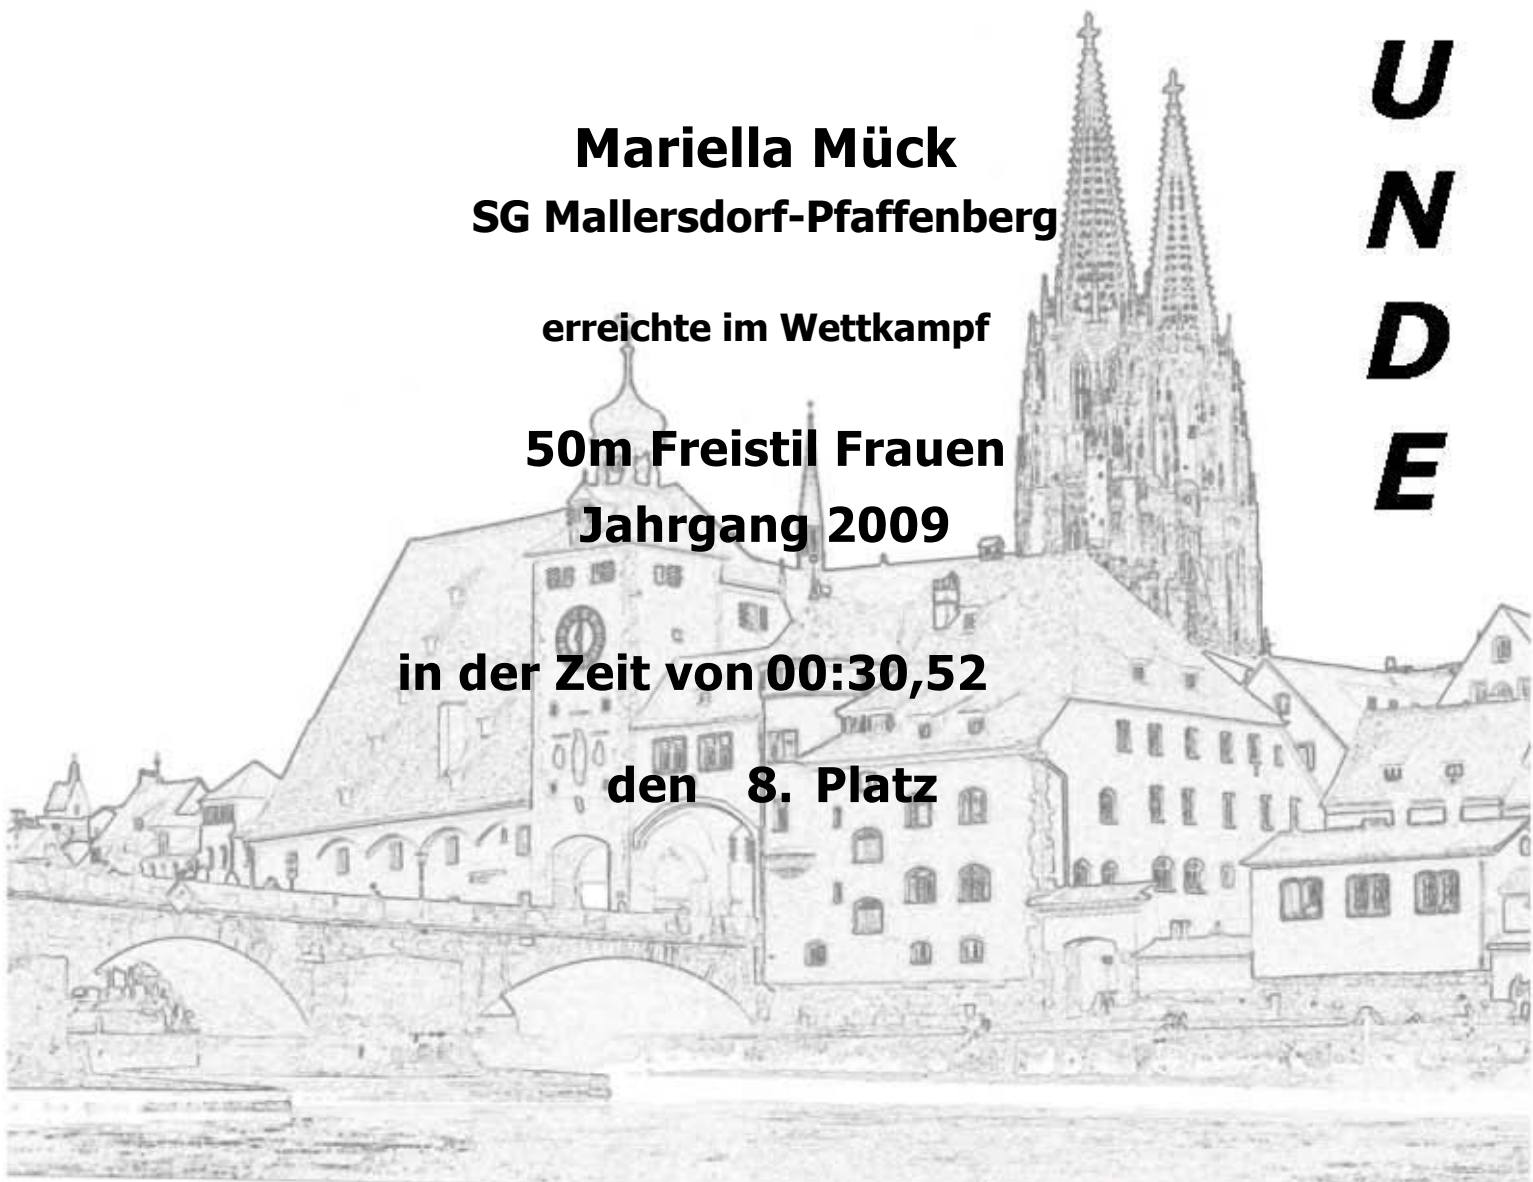 Mariella Mück
SG Mallersdorf-Pfaffenberg
erreichte im Wettkampf
50m Freistil Frauen
Jahrgang 2009
in der Zeit von 00:30,52
den 8. Platz
U
N
D
E